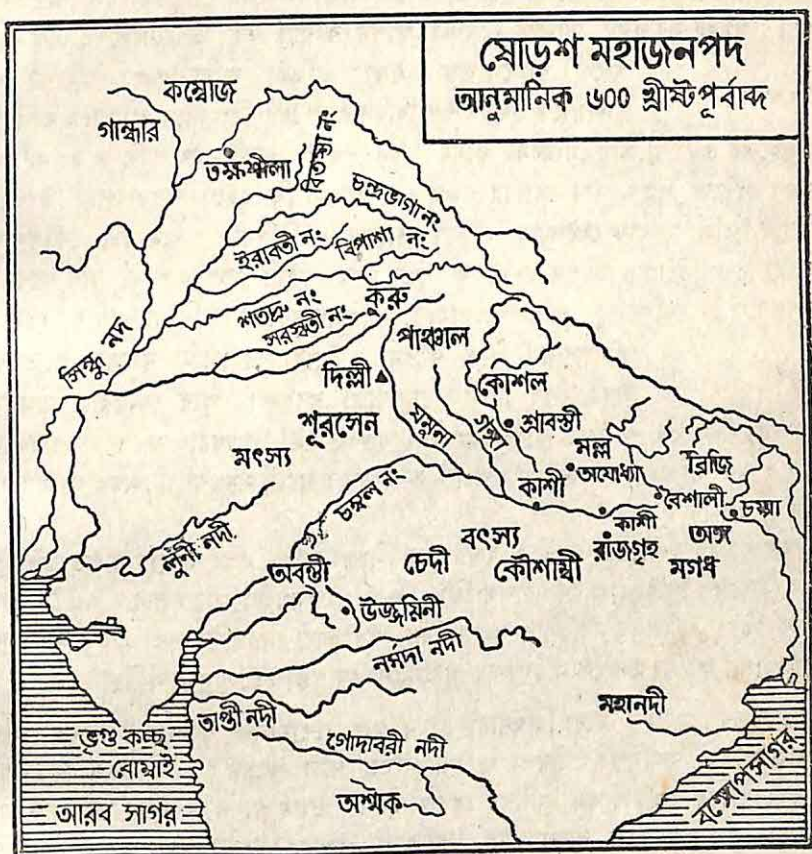 ষোড়শ মহাজনপদ
আনুমানিক ৬০০ খ্রীষ্টপূর্বাব্দ
কম্বোজ
গান্ধার
তক্ষশীলা
বিতস্তা নং
চন্দ্রভাগা নং
ইরাবতী নং
বিপাশা নং
শতদ্রু নং
সরস্বতী নং
কুরু
পাঞ্চাল
সিন্ধু নদ
দিল্লী
কোশল
শূরসেন
যমুনা
গঙ্গা
শ্রাবস্তী
মৎস্য
মল্ল
অযোধ্যা
ব্রিজি
বৈশালী
চম্পা
চম্বল নং
কাশী
কাশী
অঙ্গ
লুনী নদী
বৎস্য
রাজগৃহ
অবন্তী
চেদী
কৌশাম্বী
মগধ
উজ্জয়িনী
নর্মদা নদী
মহানদী
তাপ্তী নদী
ভৃগু কচ্ছ
গোদাবরী নদী
বোম্বাই
অশ্মক
আরব সাগর
বঙ্গোপসাগর